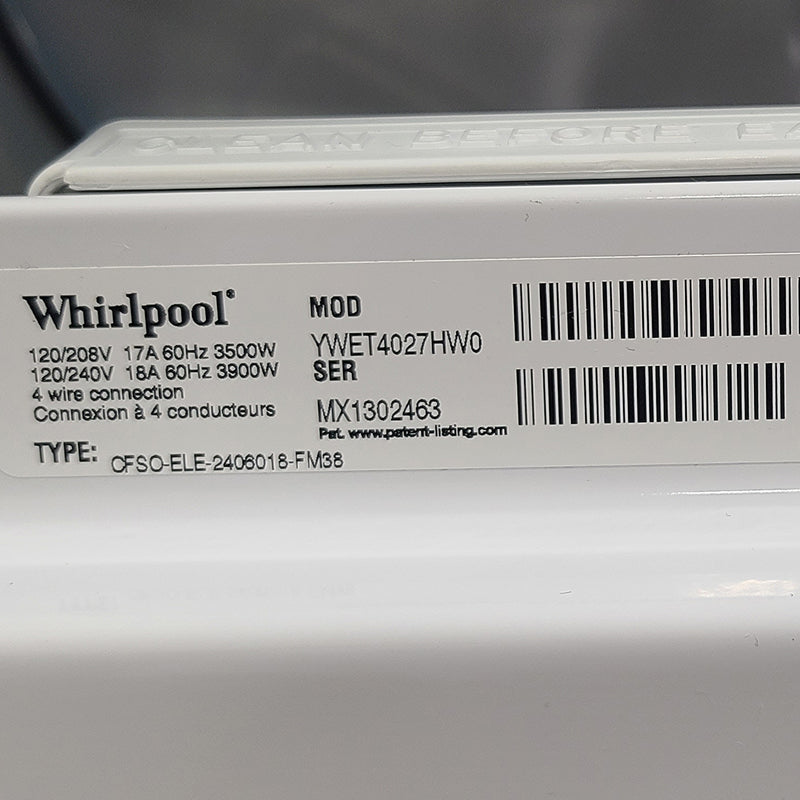 CLEAN BEFORE EA
Whirlpool®
120/208V 17A 60Hz 3500W
120/240V 18A 60Hz 3900W
4 wire connection
Connexion à 4 conducteurs
TYPE: CFSO-ELE-2406018-FM38
MOD
YWET4027HW0
SER
MX1302463
Pat. www.patent-listing.com